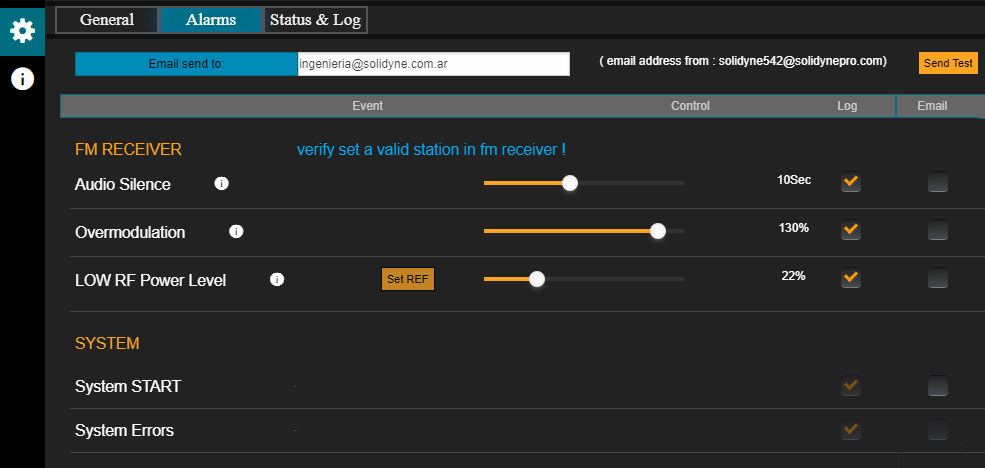 General Alarms Status & Log
Email send to: ingenieria@solidyne.com.ar ( email address from : solidyne542@solidynepro.com) Send Test
Event Control Log Email
FM RECEIVER verify set a valid station in fm receiver !
Audio Silence 10Sec
Overmodulation 130%
LOW RF Power Level Set REF 22%
SYSTEM
System START -
System Errors -